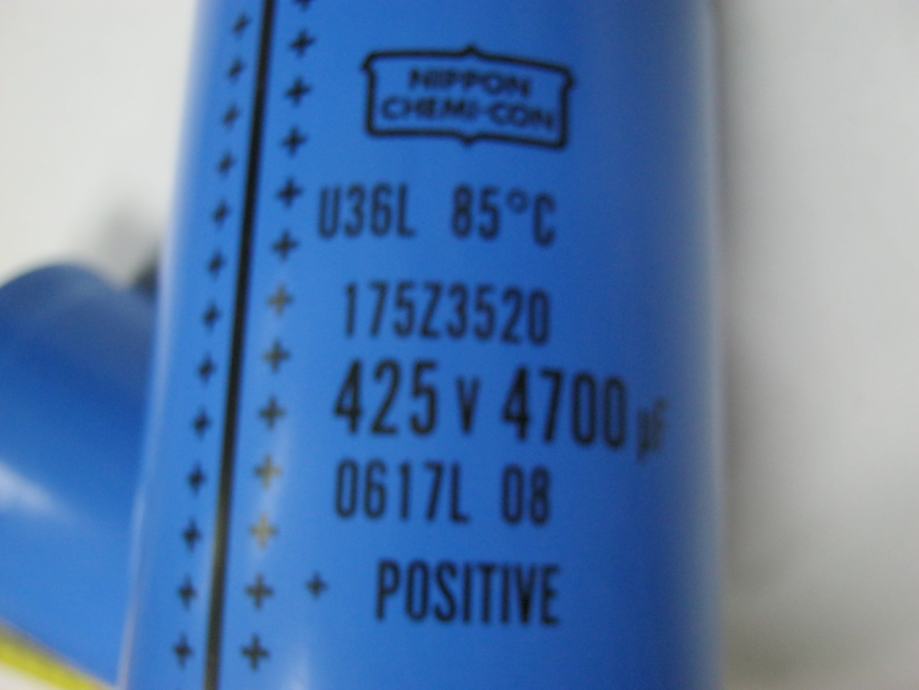 NIPPON
CHEMI-CON
U36L 85°C
175Z3520
425 V 4700 µF
0617L 08
+ POSITIVE